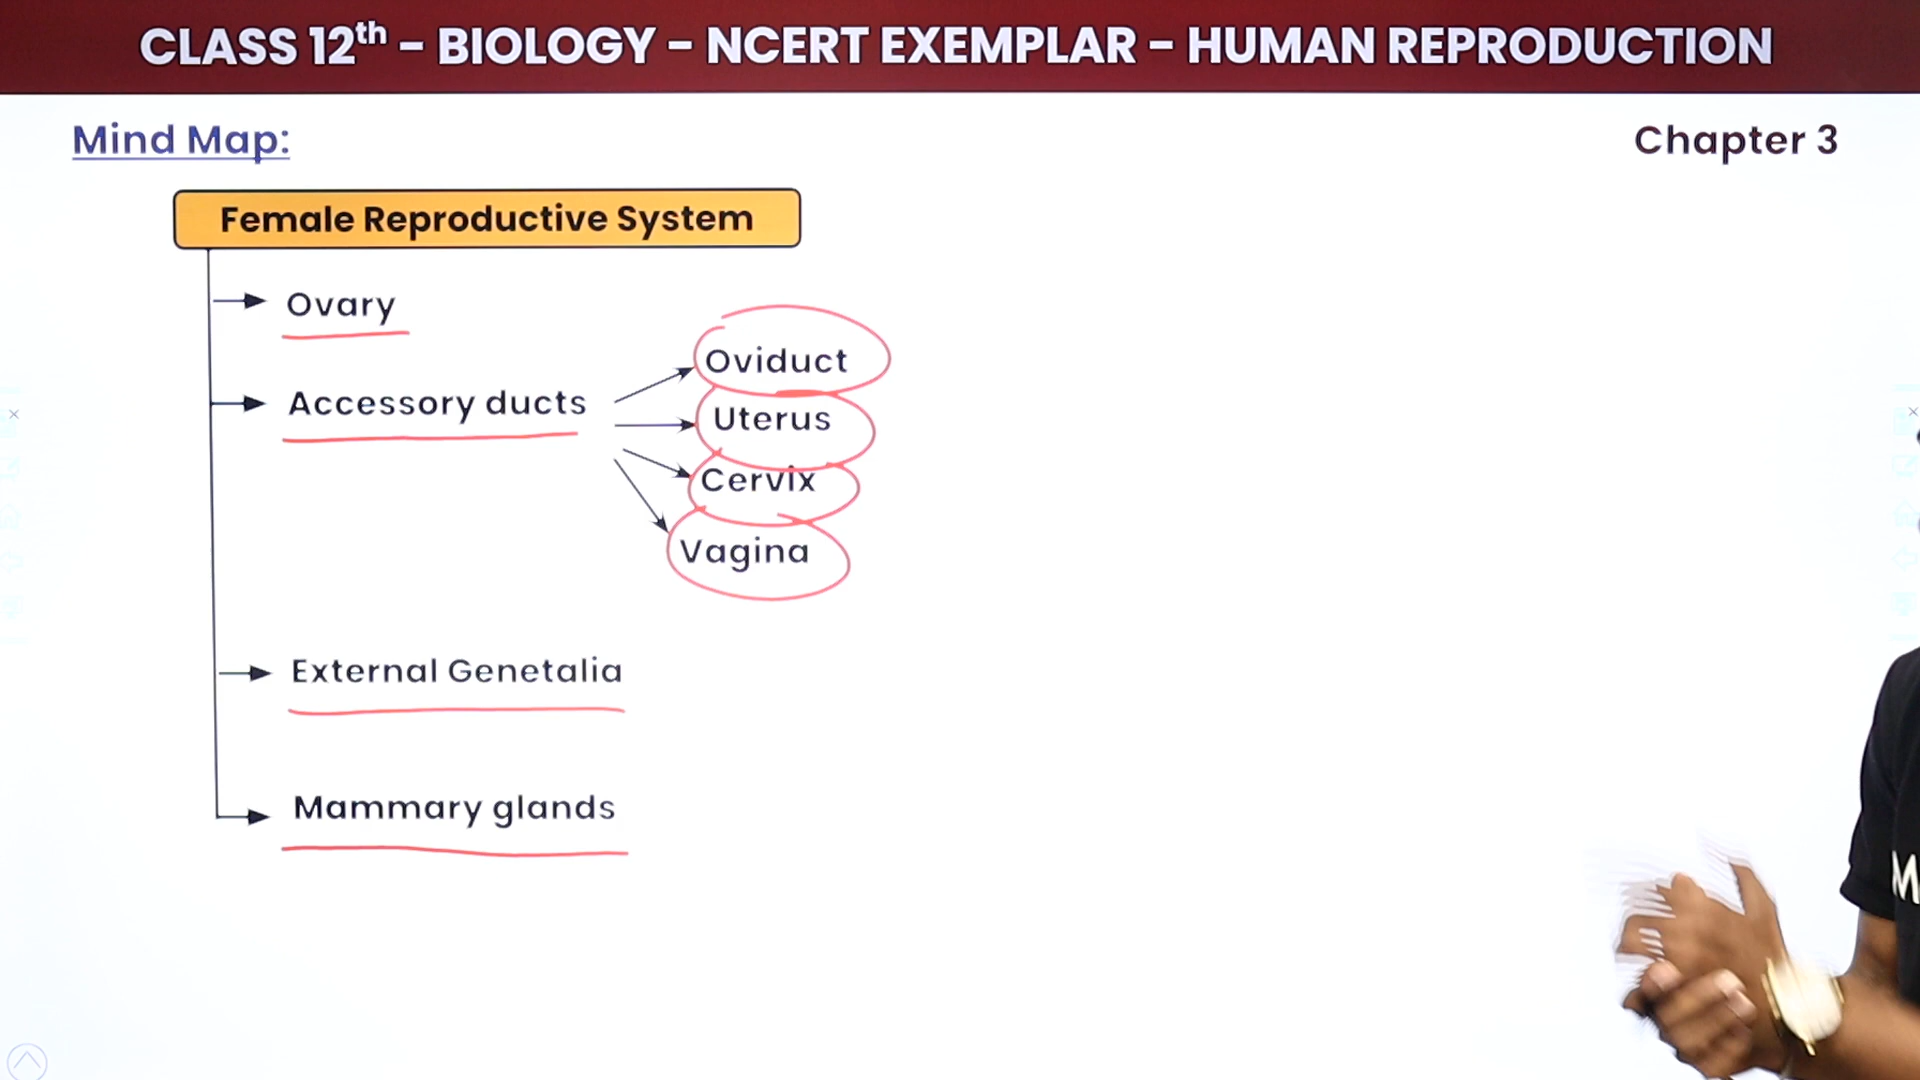 CLASS 12th – BIOLOGY – NCERT EXEMPLAR – HUMAN REPRODUCTION
Mind Map:
Chapter 3
Female Reproductive System
Ovary
Accessory ducts
Oviduct
Uterus
Cervix
Vagina
External Genetalia
Mammary glands
M